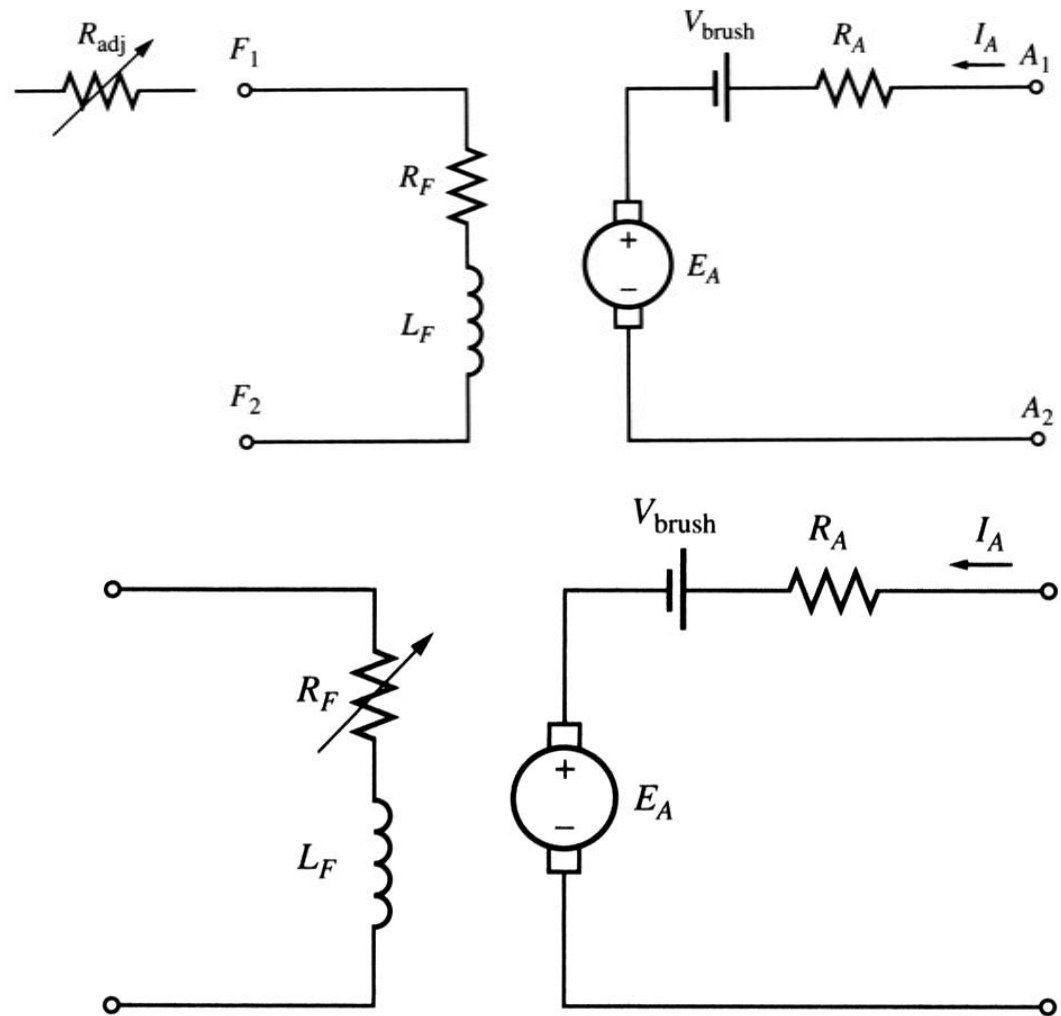 R_adj
F_1
V_brush
R_A
I_A
A_1
R_F
+
E_A
−
L_F
F_2
A_2
V_brush
R_A
I_A
R_F
+
E_A
−
L_F